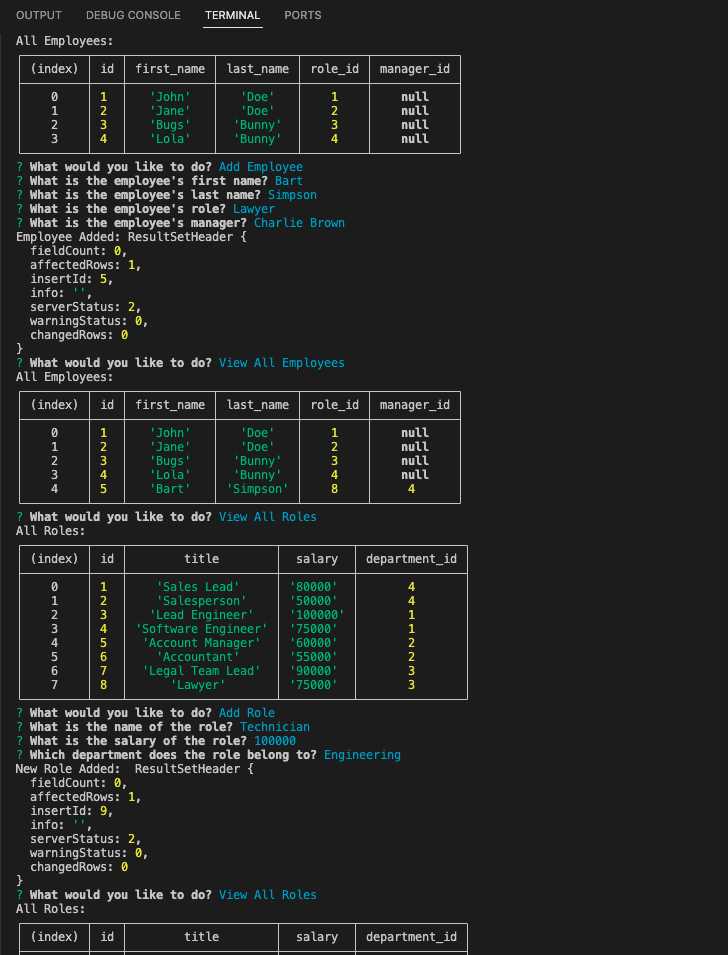 OUTPUT DEBUG CONSOLE TERMINAL PORTS
All Employees:
(index) id first_name last_name role_id manager_id
0 1 'John' 'Doe' 1 null
1 2 'Jane' 'Doe' 2 null
2 3 'Bugs' 'Bunny' 3 null
3 4 'Lola' 'Bunny' 4 null
? What would you like to do? Add Employee
? What is the employee's first name? Bart
? What is the employee's last name? Simpson
? What is the employee's role? Lawyer
? What is the employee's manager? Charlie Brown
Employee Added: ResultSetHeader {
fieldCount: 0,
affectedRows: 1,
insertId: 5,
info: '',
serverStatus: 2,
warningStatus: 0,
changedRows: 0
}
? What would you like to do? View All Employees
All Employees:
(index) id first_name last_name role_id manager_id
0 1 'John' 'Doe' 1 null
1 2 'Jane' 'Doe' 2 null
2 3 'Bugs' 'Bunny' 3 null
3 4 'Lola' 'Bunny' 4 null
4 5 'Bart' 'Simpson' 8 4
? What would you like to do? View All Roles
All Roles:
(index) id title salary department_id
0 1 'Sales Lead' '80000' 4
1 2 'Salesperson' '50000' 4
2 3 'Lead Engineer' '100000' 1
3 4 'Software Engineer' '75000' 1
4 5 'Account Manager' '60000' 2
5 6 'Accountant' '55000' 2
6 7 'Legal Team Lead' '90000' 3
7 8 'Lawyer' '75000' 3
? What would you like to do? Add Role
? What is the name of the role? Technician
? What is the salary of the role? 100000
? Which department does the role belong to? Engineering
New Role Added:  ResultSetHeader {
fieldCount: 0,
affectedRows: 1,
insertId: 9,
info: '',
serverStatus: 2,
warningStatus: 0,
changedRows: 0
}
? What would you like to do? View All Roles
All Roles:
(index) id title salary department_id